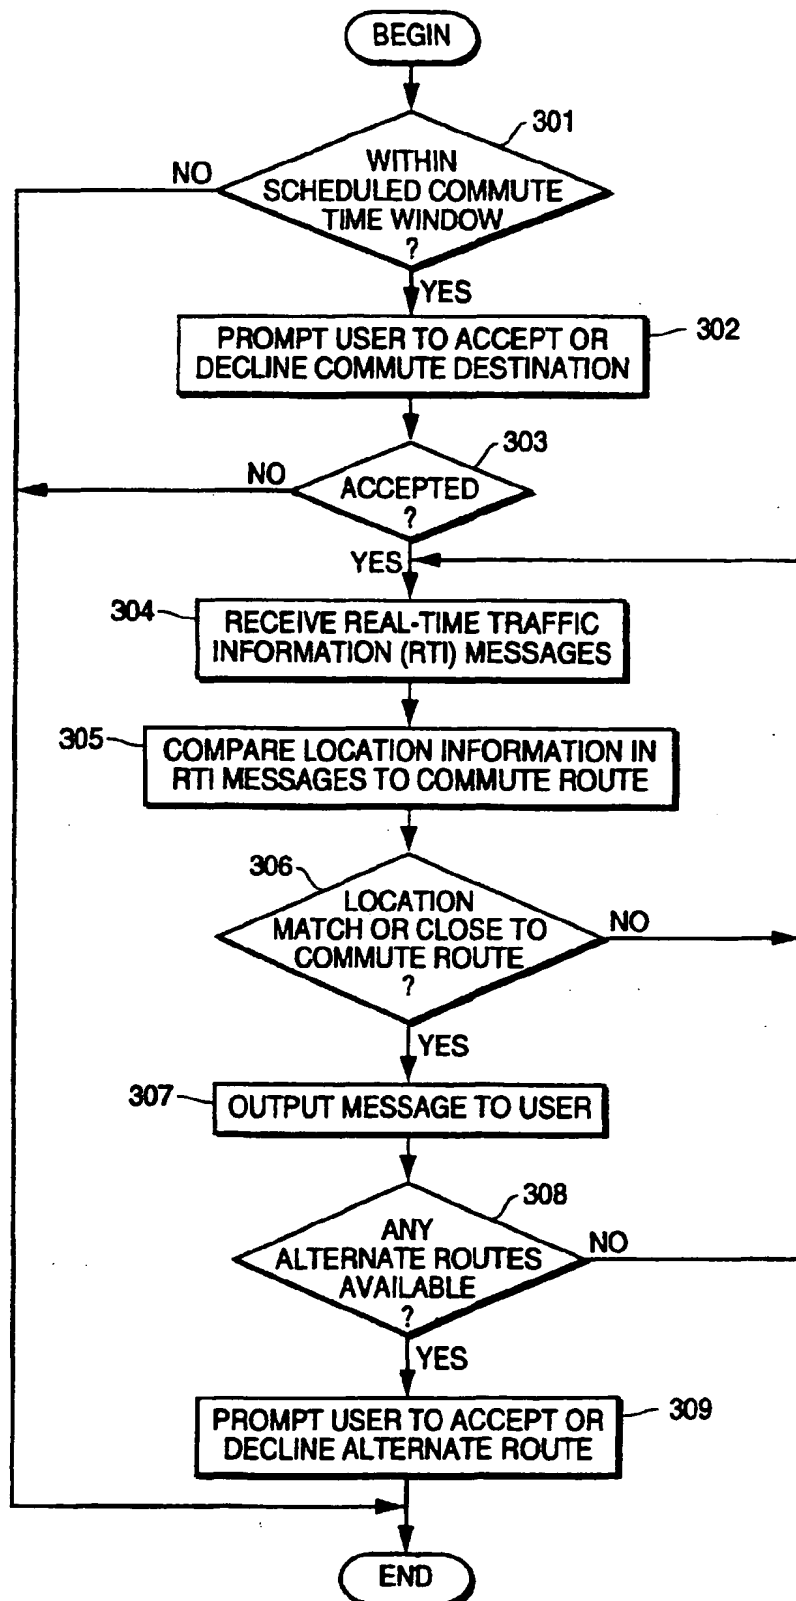 BEGIN
301
WITHIN
SCHEDULED COMMUTE
TIME WINDOW
?
NO
YES
PROMPT USER TO ACCEPT OR
DECLINE COMMUTE DESTINATION
302
303
ACCEPTED
?
NO
YES
304
RECEIVE REAL-TIME TRAFFIC
INFORMATION (RTI) MESSAGES
305
COMPARE LOCATION INFORMATION IN
RTI MESSAGES TO COMMUTE ROUTE
306
LOCATION
MATCH OR CLOSE TO
COMMUTE ROUTE
?
NO
YES
307
OUTPUT MESSAGE TO USER
308
ANY
ALTERNATE ROUTES
AVAILABLE
?
NO
YES
PROMPT USER TO ACCEPT OR
DECLINE ALTERNATE ROUTE
309
END